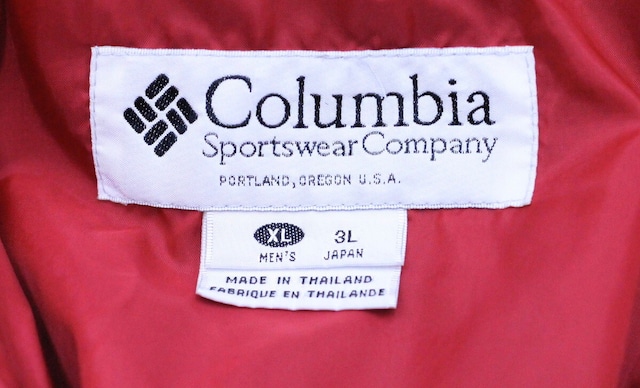 Columbia
Sportswear Company
PORTLAND, OREGON U.S.A.
XL 3L
MEN'S JAPAN
MADE IN THAILAND
FABRIQUE EN THAILANDE